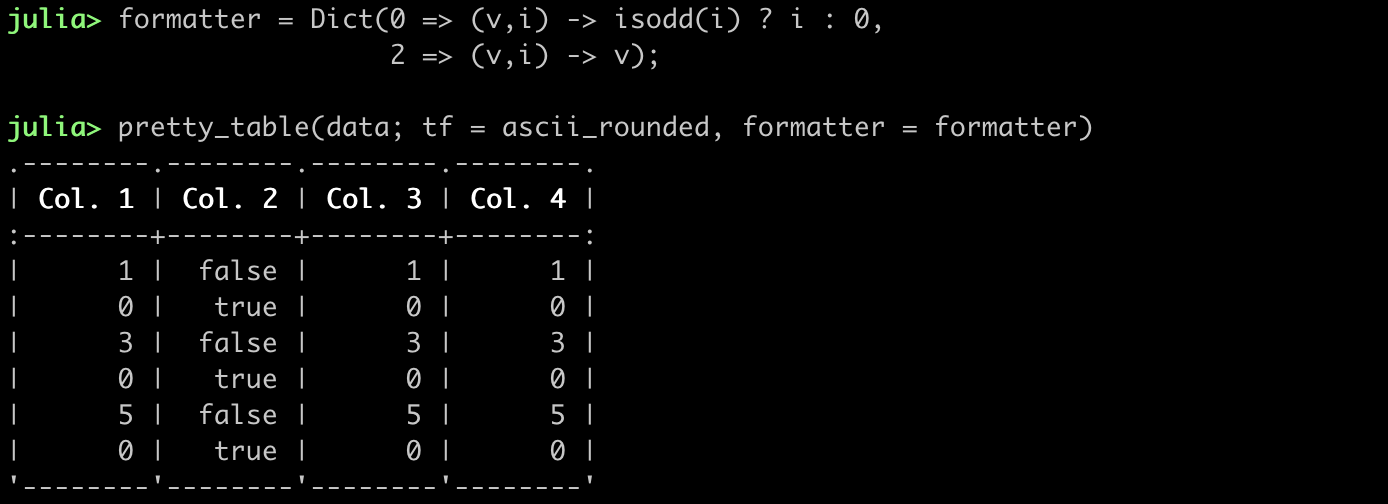 julia> formatter = Dict(0 => (v,i) -> isodd(i) ? i : 0,
                        2 => (v,i) -> v);
julia> pretty_table(data; tf = ascii_rounded, formatter = formatter)
.--------.--------.--------.--------.
| Col. 1 | Col. 2 | Col. 3 | Col. 4 |
:--------+--------+--------+--------:
|      1 |  false |      1 |      1 |
|      0 |   true |      0 |      0 |
|      3 |  false |      3 |      3 |
|      0 |   true |      0 |      0 |
|      5 |  false |      5 |      5 |
|      0 |   true |      0 |      0 |
'--------'--------'--------'--------'